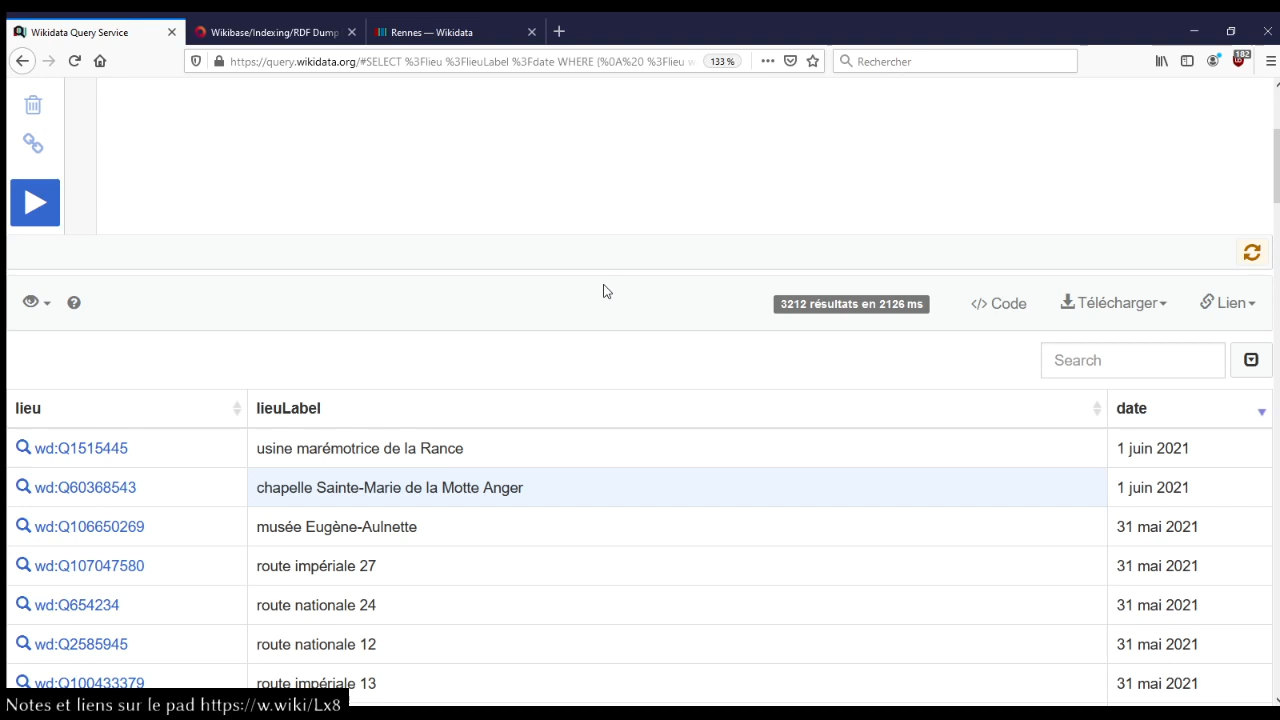 Wikidata Query Service
Wikibase/Indexing/RDF Dump
Rennes — Wikidata
https://query.wikidata.org/#SELECT %3Flieu %3FlieuLabel %3Fdate WHERE {%0A%20 %3Flieu w
133 %
Rechercher
182
3212 résultats en 2126 ms
</> Code
Télécharger
Lien
Search
lieu lieuLabel date
wd:Q1515445 usine marémotrice de la Rance 1 juin 2021
wd:Q60368543 chapelle Sainte-Marie de la Motte Anger 1 juin 2021
wd:Q106650269 musée Eugène-Aulnette 31 mai 2021
wd:Q107047580 route impériale 27 31 mai 2021
wd:Q654234 route nationale 24 31 mai 2021
wd:Q2585945 route nationale 12 31 mai 2021
wd:Q100433379 route impériale 13 31 mai 2021
Notes et liens sur le pad https://w.wiki/Lx8